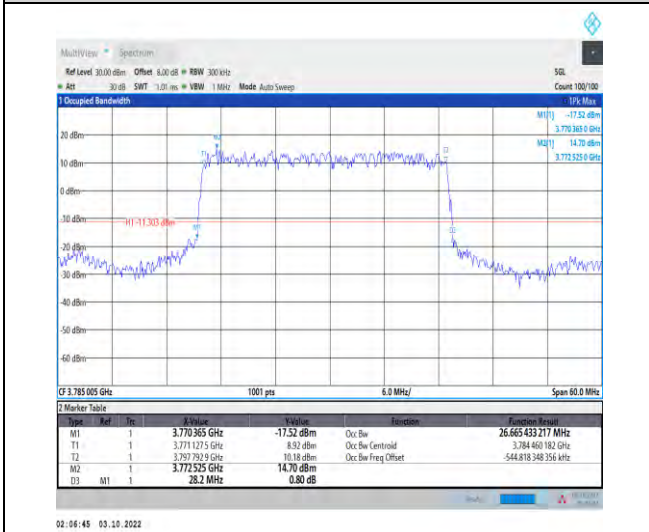 MultiView Spectrum
Ref Level 30.00 dBm Offset 8.00 dB RBW 300 kHz SGL
Att 30 dB SWT 1.01 ms VBW 1 MHz Mode Auto Sweep Count 100/100
1 Occupied Bandwidth 1Pk Max
M1[1] -17.52 dBm
3.770 365 0 GHz
M2[1] 14.70 dBm
3.772 525 0 GHz
20 dBm
10 dBm
0 dBm
-10 dBm
-20 dBm
-30 dBm
-40 dBm
-50 dBm
-60 dBm
H1 -11.303 dBm
M2
T1
T2
M1
D3
CF 3.785 005 GHz 1001 pts 6.0 MHz/ Span 60.0 MHz
2 Marker Table
Type Ref Trc X-Value Y-Value Function Function Result
M1 1 3.770 365 GHz -17.52 dBm Occ Bw 26.665 433 217 MHz
T1 1 3.771 127 5 GHz 8.92 dBm Occ Bw Centroid 3.784 460 182 GHz
T2 1 3.797 792 9 GHz 10.18 dBm Occ Bw Freq Offset -544.818 348 356 kHz
M2 1 3.772 525 GHz 14.70 dBm
D3 M1 1 28.2 MHz 0.80 dB
02:06:45 03.10.2022